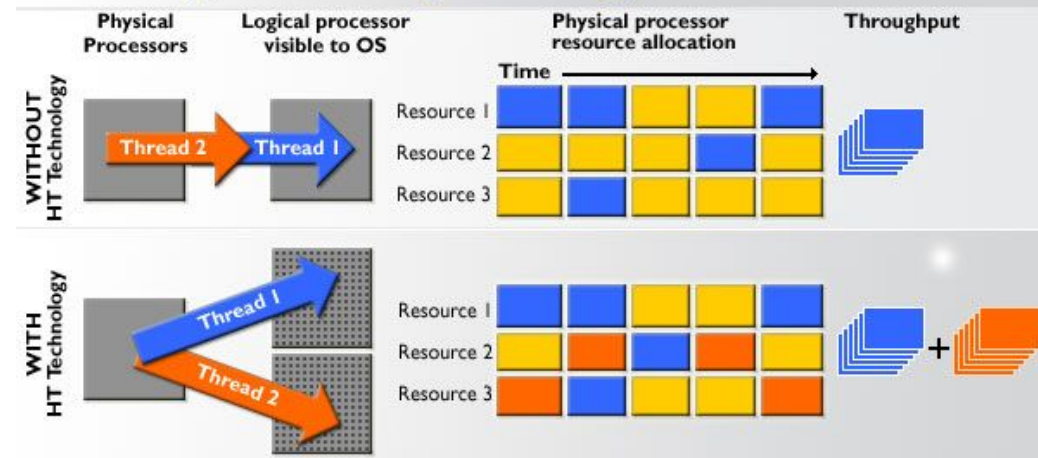 Physical
Processors
Logical processor
visible to OS
Physical processor
resource allocation
Throughput
Time
WITHOUT
HT Technology
Thread 2
Thread 1
Resource 1
Resource 2
Resource 3
WITH
HT Technology
Thread 1
Thread 2
Resource 1
Resource 2
Resource 3
+